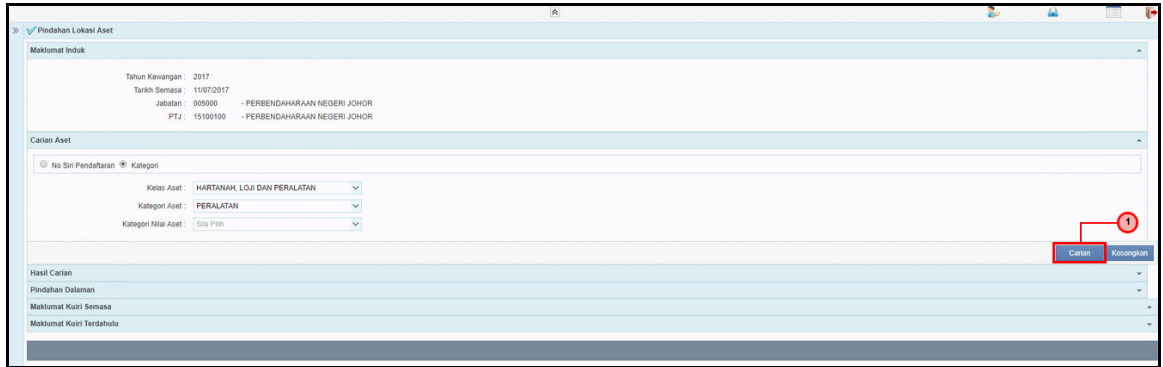 Pindahan Lokasi Aset
Maklumat Induk
Tahun Kewangan : 2017
Tarikh Semasa : 11/07/2017
Jabatan : 005000 - PERBENDAHARAAN NEGERI JOHOR
PTJ : 15100100 - PERBENDAHARAAN NEGERI JOHOR
Carian Aset
No Siri Pendaftaran Kategori
Kelas Aset : HARTANAH, LOJI DAN PERALATAN
Kategori Aset : PERALATAN
Kategori Nilai Aset : Sila Pilih
1
Carian Kosongkan
Hasil Carian
Pindahan Dalaman
Maklumat Kuiri Semasa
Maklumat Kuiri Terdahulu